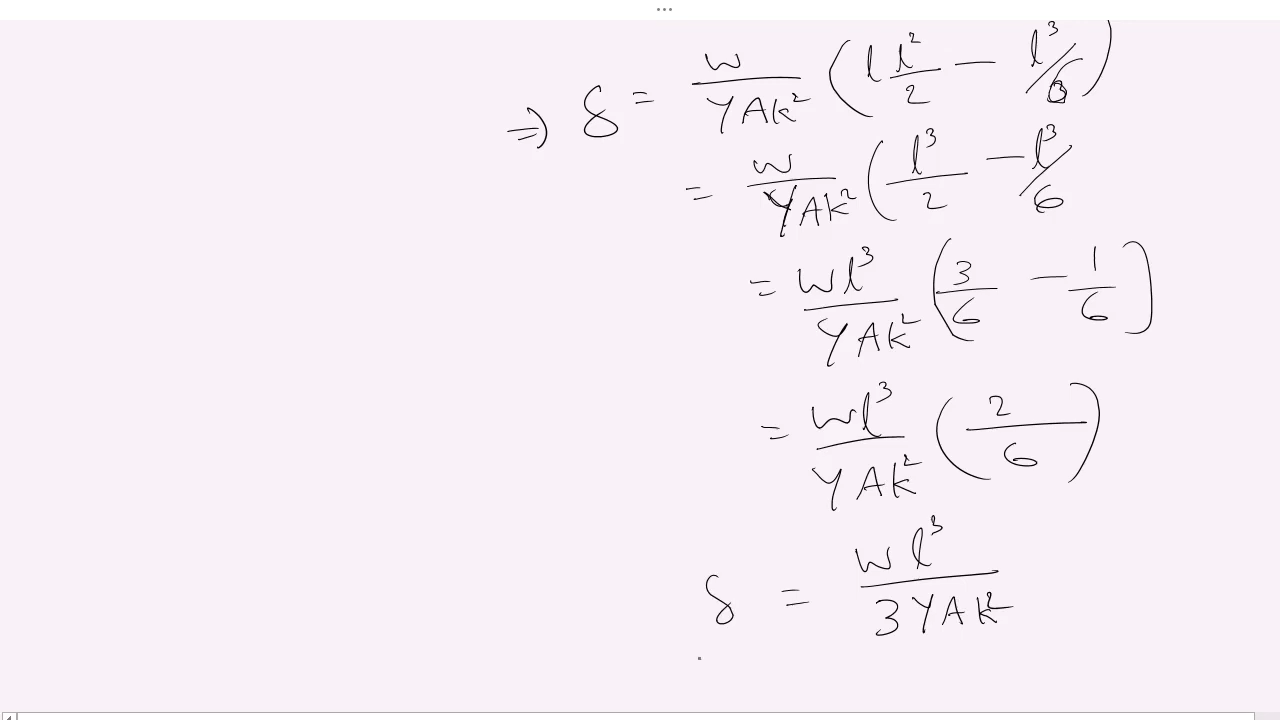 ⇒ δ = W/YAK² (l l²/2 − l³/6)
= W/YAK² (l³/2 − l³/6
= Wl³/YAK² (3/6 − 1/6]
= Wl³/YAK² (2/6)
δ = Wl³/3YAK²